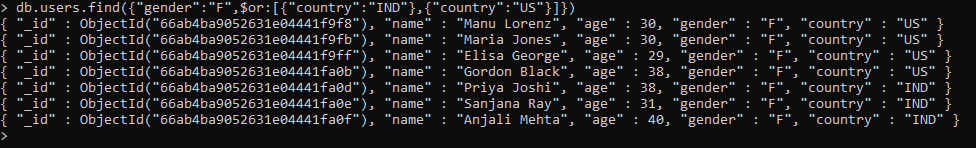 > db.users.find({"gender":"F",$or:[{"country":"IND"},{"country":"US"}]})
{ "_id" : ObjectId("66ab4ba9052631e04441f9f8"), "name" : "Manu Lorenz", "age" : 30, "gender" : "F", "country" : "US" }
{ "_id" : ObjectId("66ab4ba9052631e04441f9fb"), "name" : "Maria Jones", "age" : 30, "gender" : "F", "country" : "US" }
{ "_id" : ObjectId("66ab4ba9052631e04441f9ff"), "name" : "Elisa George", "age" : 29, "gender" : "F", "country" : "US" }
{ "_id" : ObjectId("66ab4ba9052631e04441fa0b"), "name" : "Gordon Black", "age" : 38, "gender" : "F", "country" : "US" }
{ "_id" : ObjectId("66ab4ba9052631e04441fa0d"), "name" : "Priya Joshi", "age" : 38, "gender" : "F", "country" : "IND" }
{ "_id" : ObjectId("66ab4ba9052631e04441fa0e"), "name" : "Sanjana Ray", "age" : 31, "gender" : "F", "country" : "IND" }
{ "_id" : ObjectId("66ab4ba9052631e04441fa0f"), "name" : "Anjali Mehta", "age" : 40, "gender" : "F", "country" : "IND" }
>